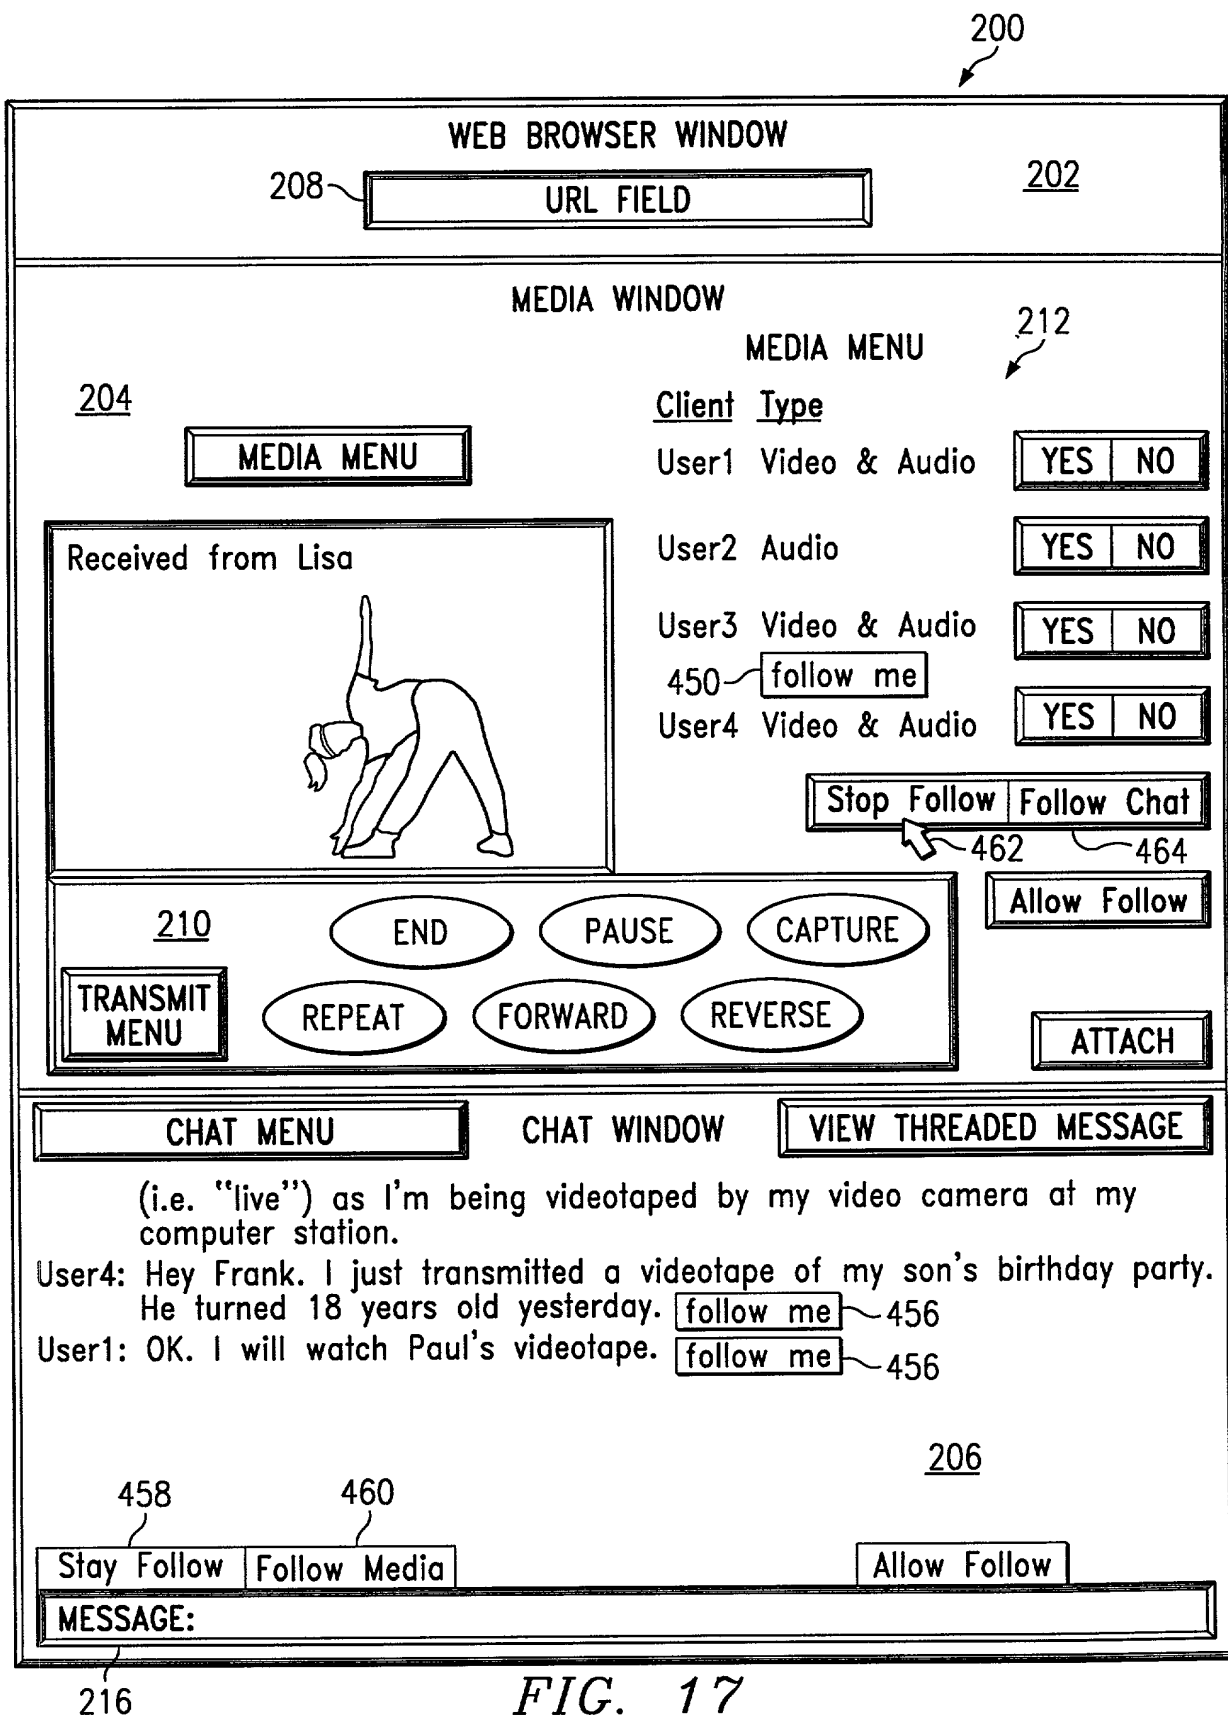 200
WEB BROWSER WINDOW
202
208
URL FIELD
MEDIA WINDOW
212
MEDIA MENU
204
Client Type
MEDIA MENU
User1 Video & Audio YES NO
Received from Lisa
User2 Audio YES NO
User3 Video & Audio YES NO
450 follow me
User4 Video & Audio YES NO
Stop Follow Follow Chat
462 464
Allow Follow
210
END PAUSE CAPTURE
TRANSMIT
MENU
REPEAT FORWARD REVERSE
ATTACH
CHAT MENU CHAT WINDOW VIEW THREADED MESSAGE
(i.e. "live") as I'm being videotaped by my video camera at my
computer station.
User4: Hey Frank. I just transmitted a videotape of my son's birthday party.
He turned 18 years old yesterday. follow me 456
User1: OK. I will watch Paul's videotape. follow me 456
206
458 460
Stay Follow Follow Media Allow Follow
MESSAGE:
216
FIG. 17